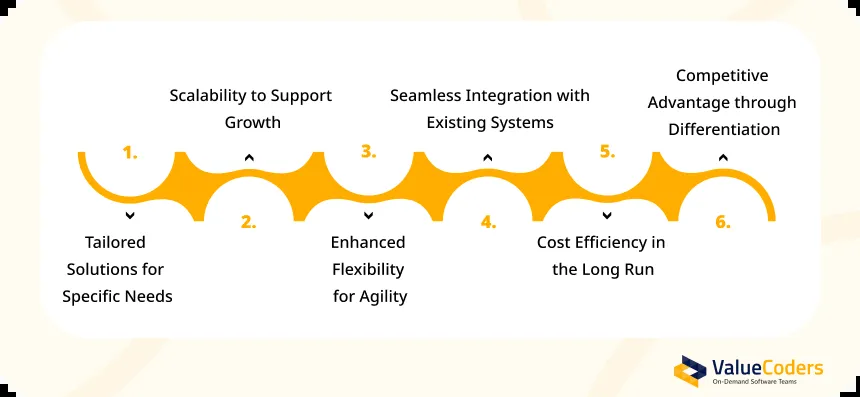 1.
Tailored
Solutions for
Specific Needs
Scalability to Support
Growth
2.
3.
Enhanced
Flexibility
for Agility
Seamless Integration with
Existing Systems
4.
5.
Cost Efficiency in
the Long Run
Competitive
Advantage through
Differentiation
6.
ValueCoders
On-Demand Software Teams